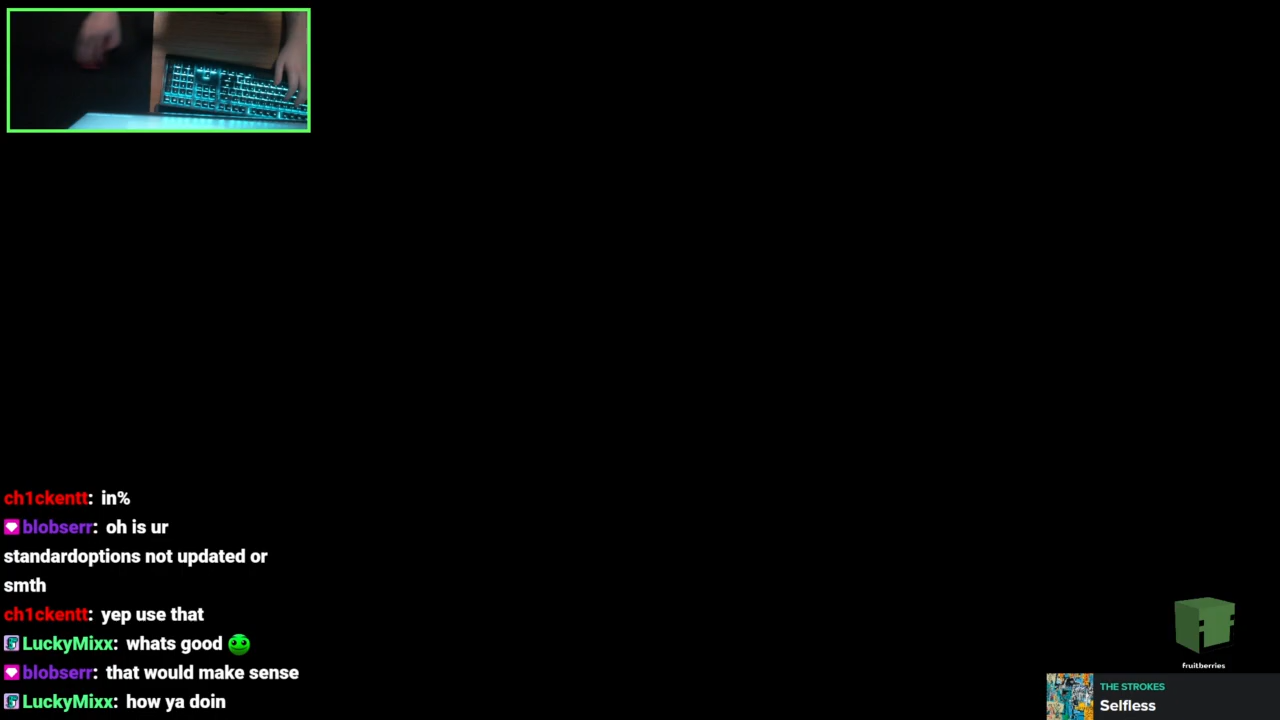 ch1ckentt: in%
blobserr: oh is ur
standardoptions not updated or
smth
ch1ckentt: yep use that
LuckyMixx: whats good
blobserr: that would make sense
LuckyMixx: how ya doin
fruitberries
THE STROKES
Selfless